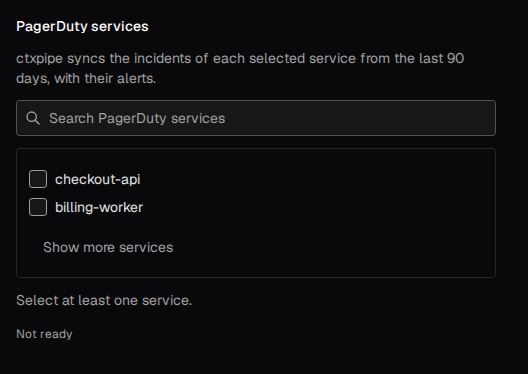 PagerDuty services
ctxpipe syncs the incidents of each selected service from the last 90
days, with their alerts.
Search PagerDuty services
checkout-api
billing-worker
Show more services
Select at least one service.
Not ready